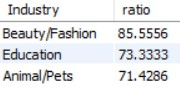 Industry ratio
Beauty/Fashion 85.5556
Education 73.3333
Animal/Pets 71.4286